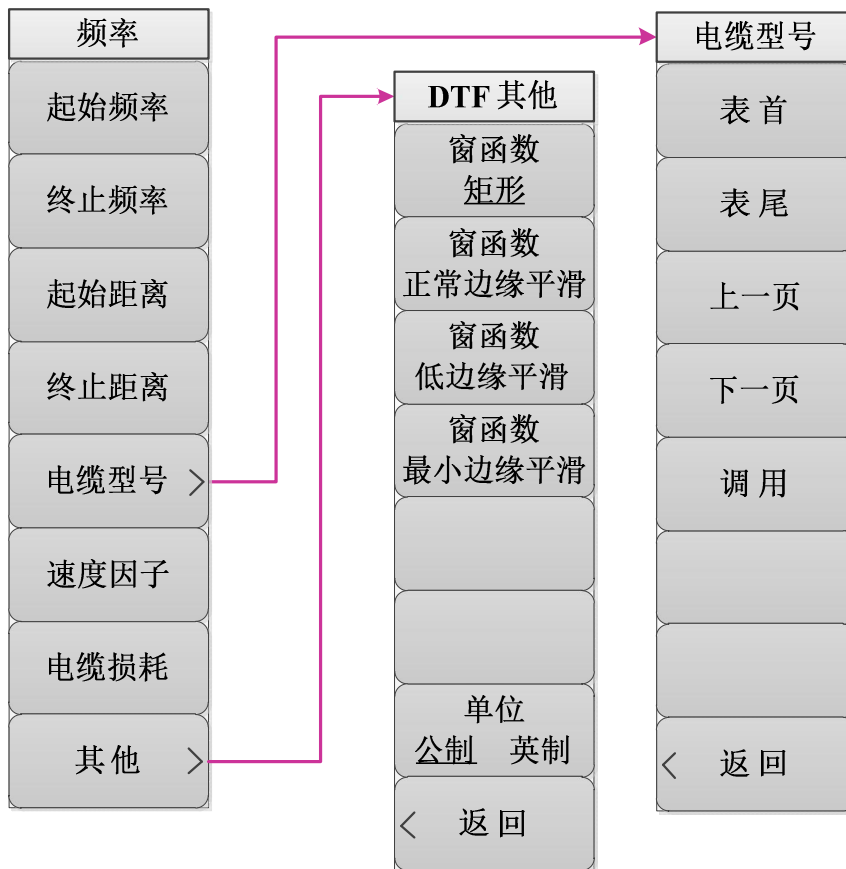 频率
起始频率
终止频率
起始距离
终止距离
电缆型号
速度因子
电缆损耗
其他
DTF 其他
窗函数
矩形
窗函数
正常边缘平滑
窗函数
低边缘平滑
窗函数
最小边缘平滑
单位
公制 英制
返回
电缆型号
表首
表尾
上一页
下一页
调用
返回